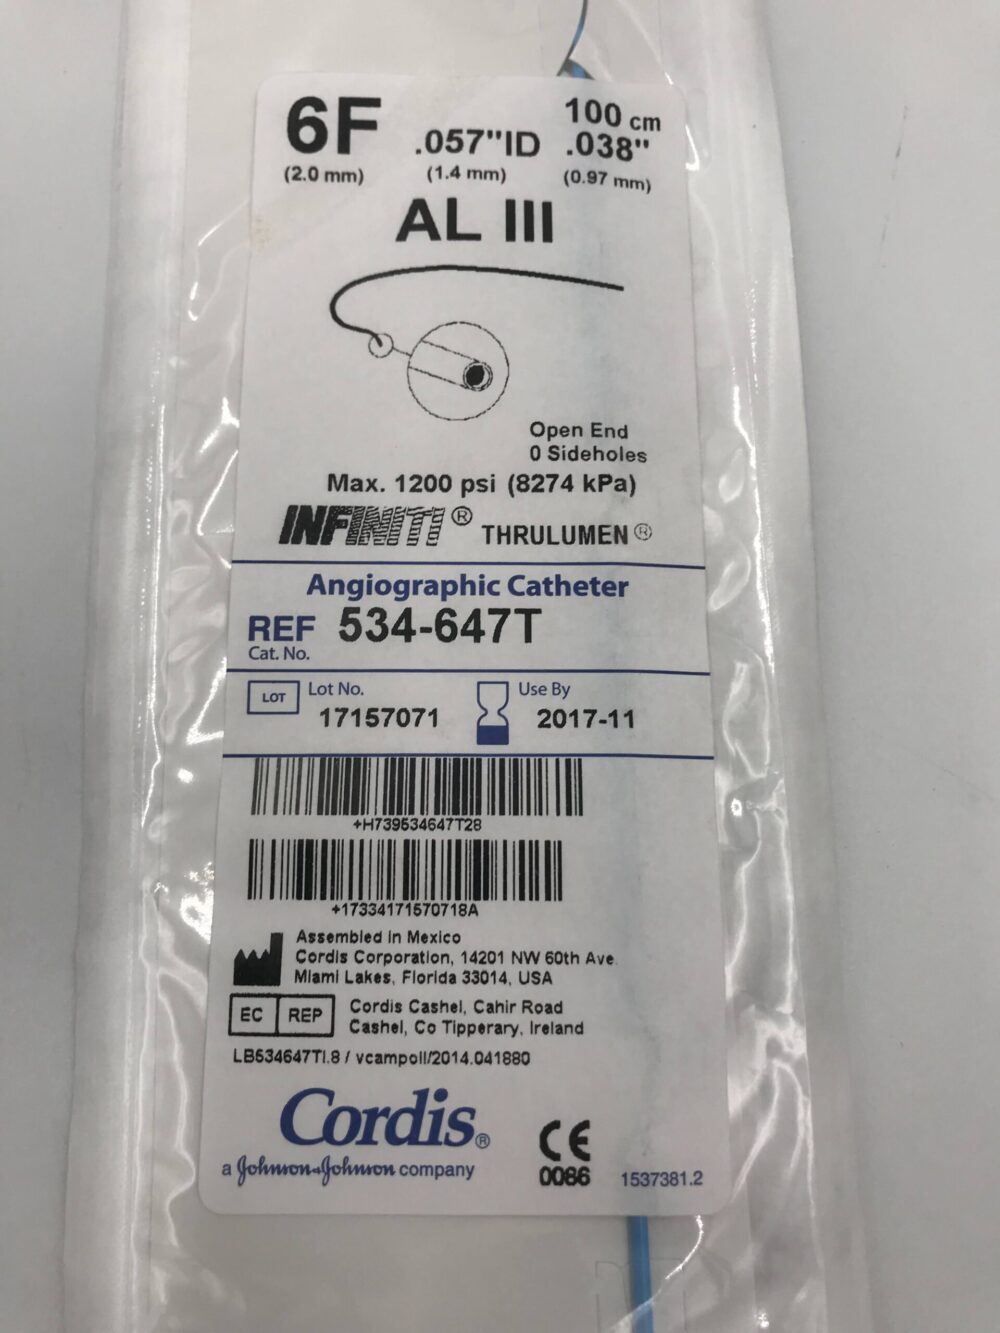 6F .057"ID 100 cm
(2.0 mm) (1.4 mm) .038"
(0.97 mm)
AL III
Open End
0 Sideholes
Max. 1200 psi (8274 kPa)
INFINITI® THRULUMEN®
Angiographic Catheter
REF 534-647T
Cat. No.
LOT Lot No. Use By
17157071 2017-11
+H739534647T28
+17334171570718A
Assembled in Mexico
Cordis Corporation, 14201 NW 60th Ave.
Miami Lakes, Florida 33014, USA
EC REP Cordis Cashel, Cahir Road
Cashel, Co Tipperary, Ireland
LB534647TI.8 / vcampoll/2014.041880
Cordis®
a Johnson & Johnson company
CE
0086 1537381.2